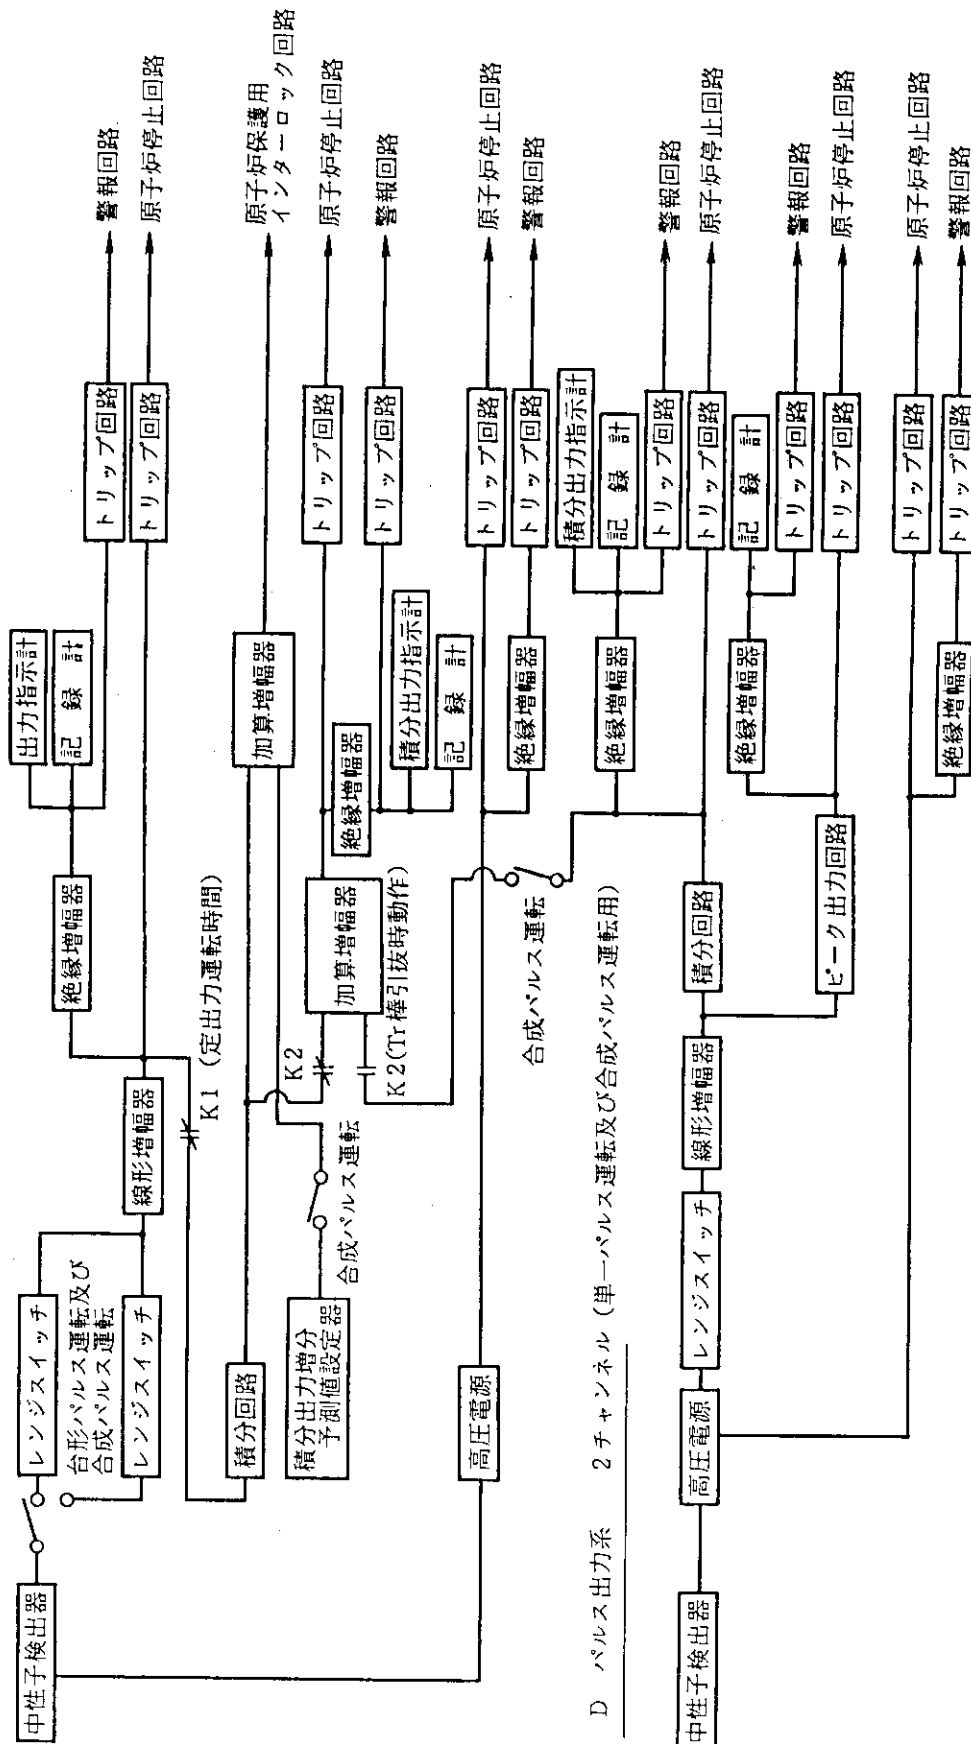 中性子検出器
レンジスイッチ
台形パルス運転及び
合成パルス運転
レンジスイッチ
線形増幅器
絶縁増幅器
出力指示計
記録計
トリップ回路
警報回路
トリップ回路
原子炉停止回路
K1 (定出力運転時間)
積分回路
加算増幅器
原子炉保護用
インターロック回路
積分出力増分
予測値設定器
合成パルス運転
K2
K2(Tr棒引抜時動作)
加算増幅器
絶縁増幅器
トリップ回路
原子炉停止回路
トリップ回路
警報回路
積分出力指示計
記録計
高圧電源
トリップ回路
原子炉停止回路
絶縁増幅器
トリップ回路
警報回路
合成パルス運転
D パルス出力系 2チャンネル (単一パルス運転及び合成パルス運転用)
中性子検出器
高圧電源
レンジスイッチ
線形増幅器
積分回路
絶縁増幅器
積分出力指示計
記録計
トリップ回路
警報回路
トリップ回路
原子炉停止回路
ピーク出力回路
絶縁増幅器
記録計
トリップ回路
警報回路
トリップ回路
原子炉停止回路
トリップ回路
原子炉停止回路
絶縁増幅器
トリップ回路
警報回路